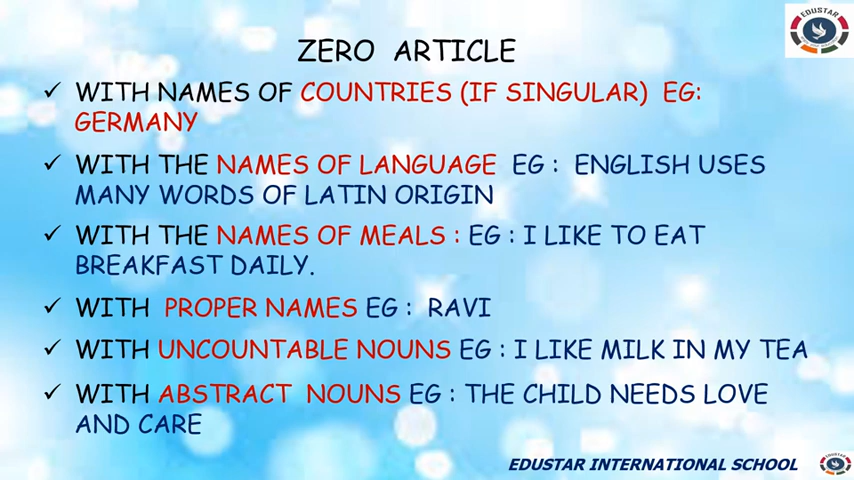 EDUSTAR
ZERO ARTICLE
✓ WITH NAMES OF COUNTRIES (IF SINGULAR) EG:
GERMANY
✓ WITH THE NAMES OF LANGUAGE EG : ENGLISH USES
MANY WORDS OF LATIN ORIGIN
✓ WITH THE NAMES OF MEALS : EG : I LIKE TO EAT
BREAKFAST DAILY.
✓ WITH PROPER NAMES EG : RAVI
✓ WITH UNCOUNTABLE NOUNS EG : I LIKE MILK IN MY TEA
✓ WITH ABSTRACT NOUNS EG : THE CHILD NEEDS LOVE
AND CARE
EDUSTAR INTERNATIONAL SCHOOL
EDUSTAR